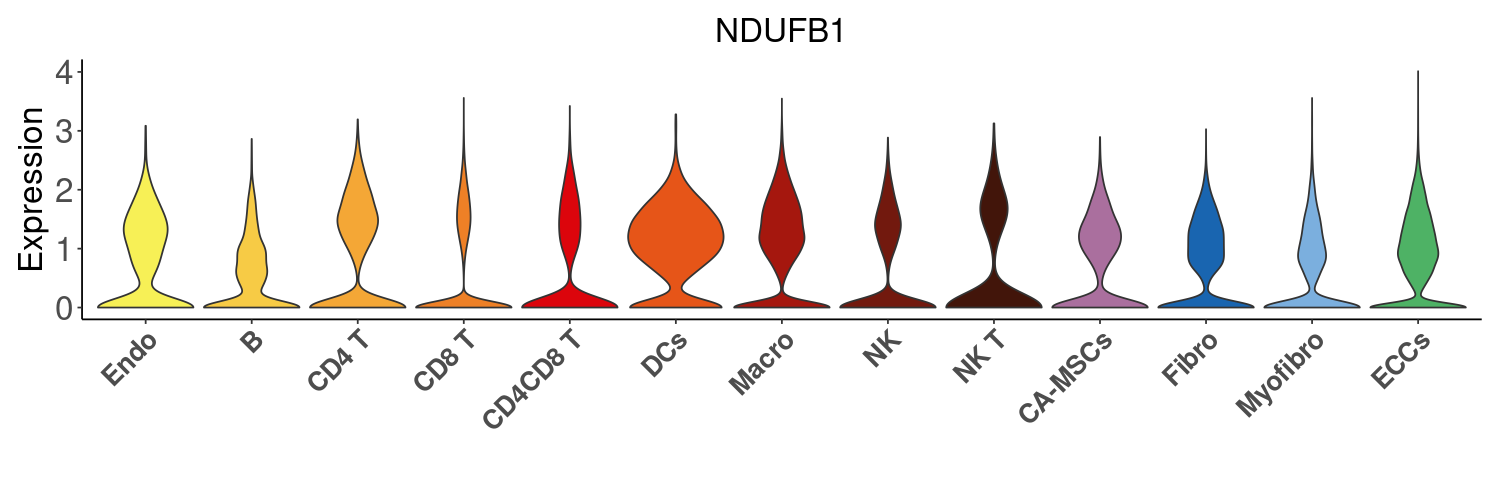 NDUFB1
Expression
4
3
2
1
0
Endo
B
CD4 T
CD8 T
CD4CD8 T
DCs
Macro
NK
NK T
CA-MSCs
Fibro
Myofibro
ECCs